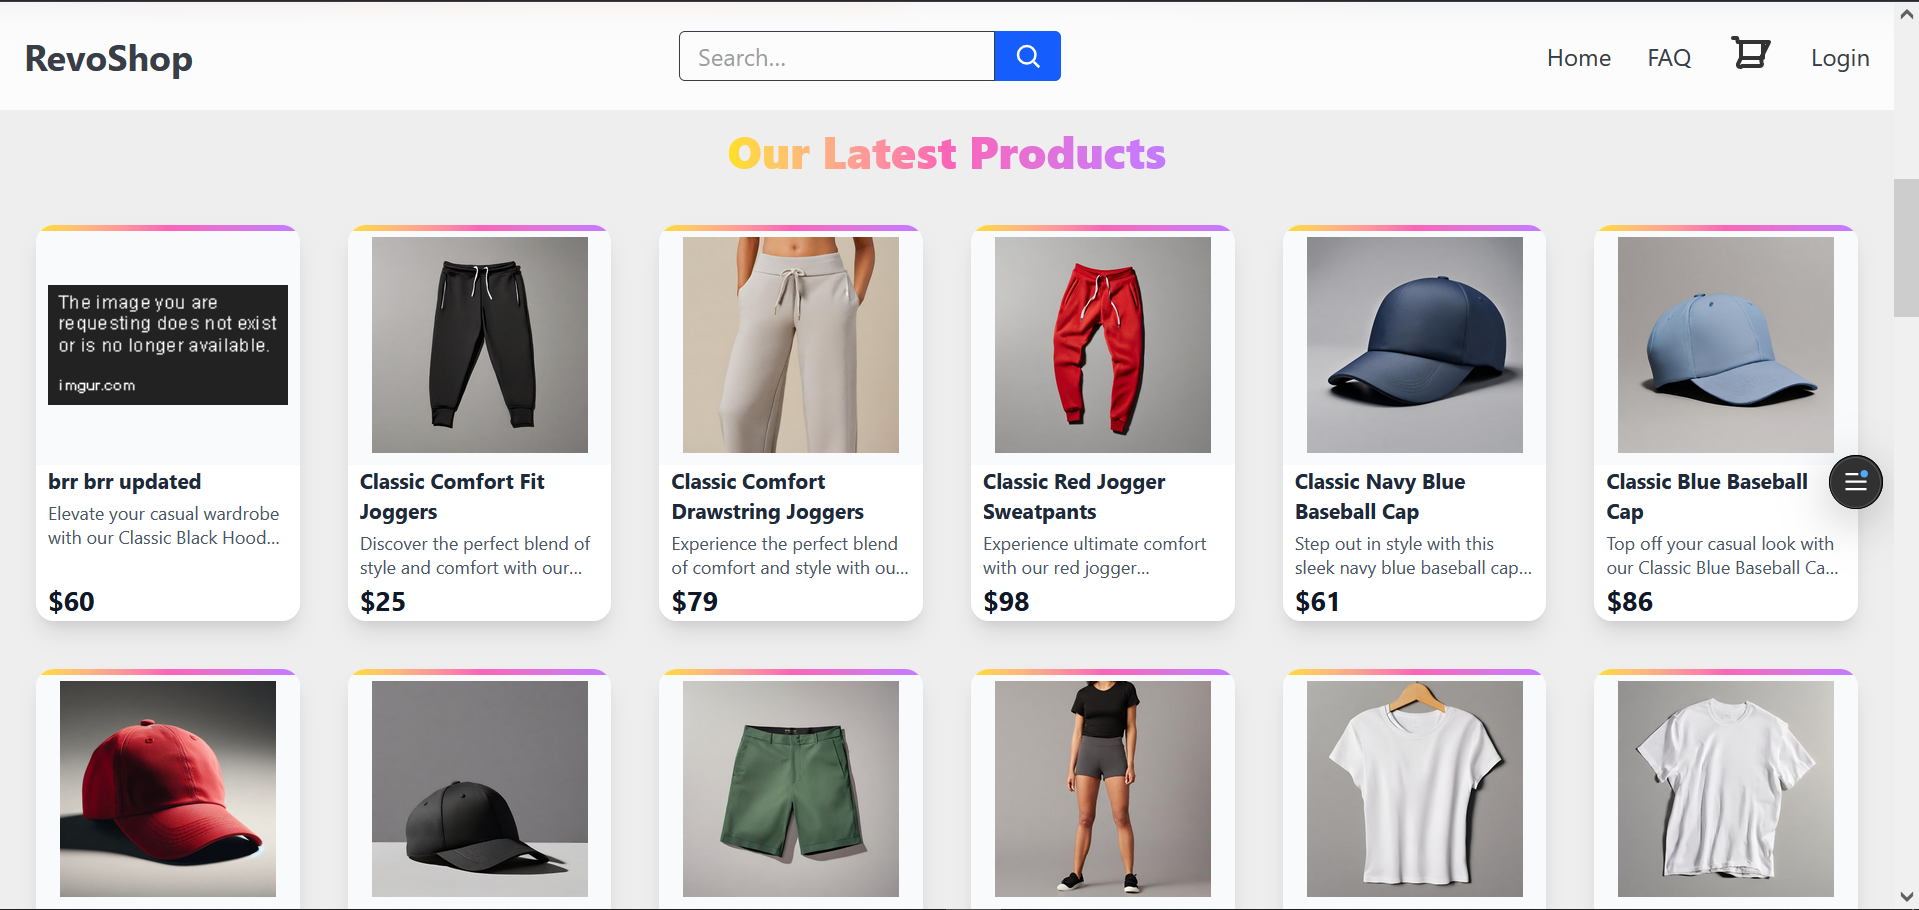 RevoShop
Search...
Home
FAQ
Login
Our Latest Products
The image you are
requesting does not exist
or is no longer available.
imgur.com
brr brr updated
Elevate your casual wardrobe
with our Classic Black Hood...
$60
Classic Comfort Fit
Joggers
Discover the perfect blend of
style and comfort with our...
$25
Classic Comfort
Drawstring Joggers
Experience the perfect blend
of comfort and style with ou...
$79
Classic Red Jogger
Sweatpants
Experience ultimate comfort
with our red jogger...
$98
Classic Navy Blue
Baseball Cap
Step out in style with this
sleek navy blue baseball cap...
$61
Classic Blue Baseball
Cap
Top off your casual look with
our Classic Blue Baseball Ca...
$86